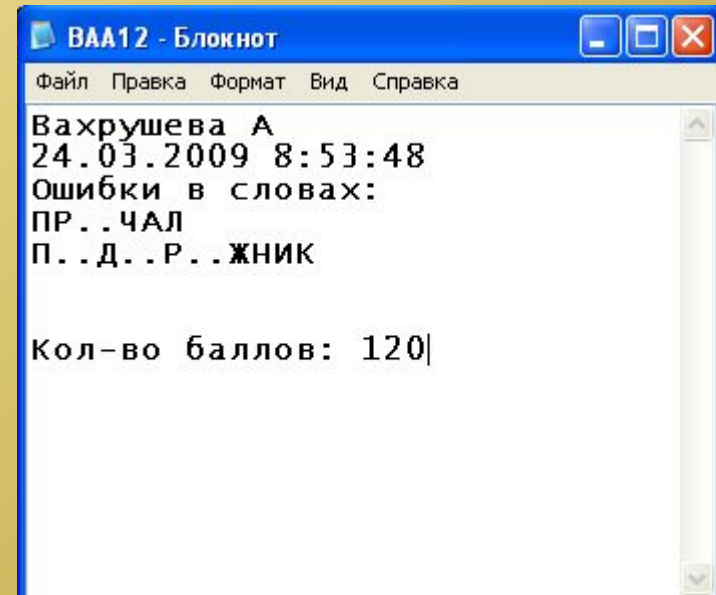 ВАА12 - Блокнот
Файл Правка Формат Вид Справка
Вахрушева А
24.03.2009 8:53:48
Ошибки в словах:
ПР..ЧАЛ
П..Д..Р..ЖНИК
Кол-во баллов: 120